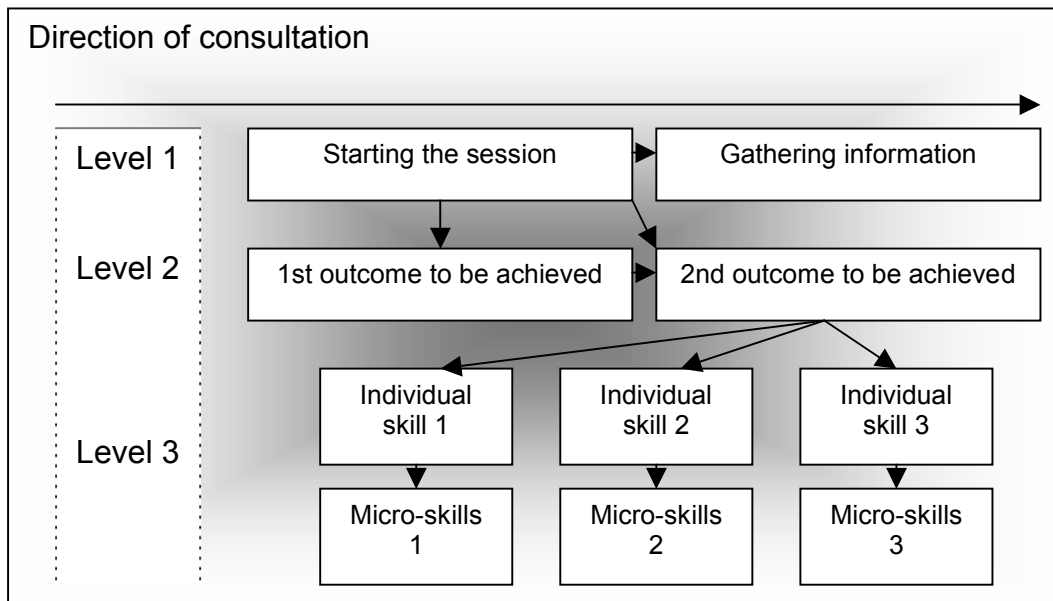 Direction of consultation
Level 1
Starting the session
Gathering information
Level 2
1st outcome to be achieved
2nd outcome to be achieved
Level 3
Individual
skill 1
Individual
skill 2
Individual
skill 3
Micro-skills
1
Micro-skills
2
Micro-skills
3